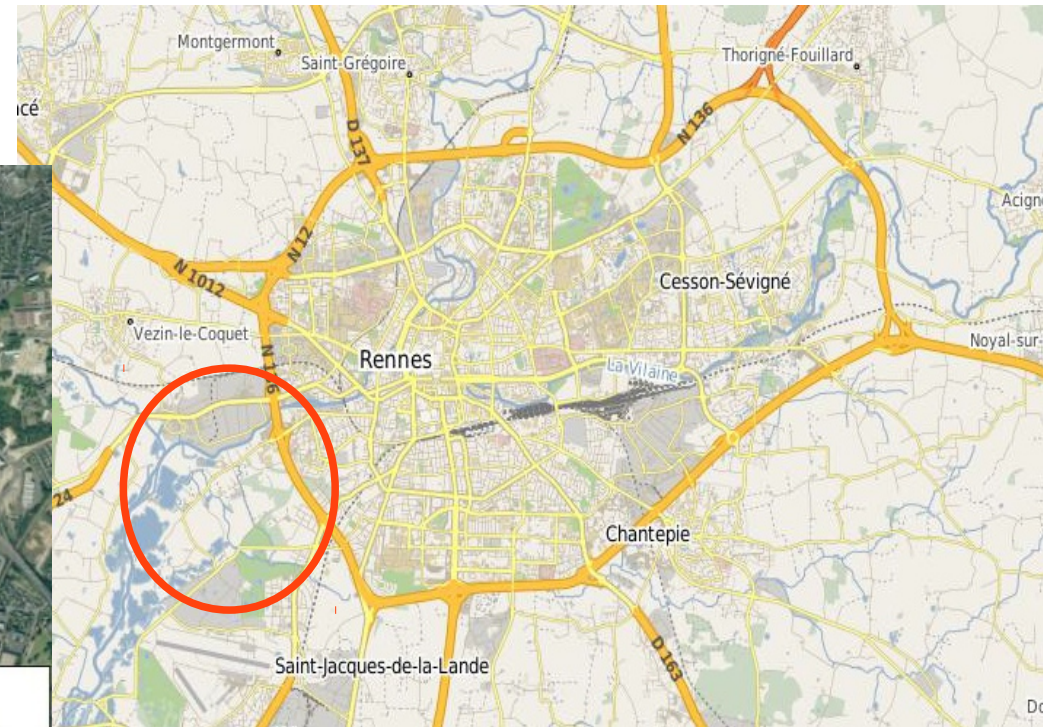 Montgermont
Saint-Grégoire
Thorigné-Fouillard
cé
D 137
N 136
Acign
N 12
N 1012
Cesson-Sévigné
Vezin-le-Coquet
N 136
Rennes
La Vilaine
Noyal-sur-
24
Chantepie
Saint-Jacques-de-la-Lande
D 163
Do